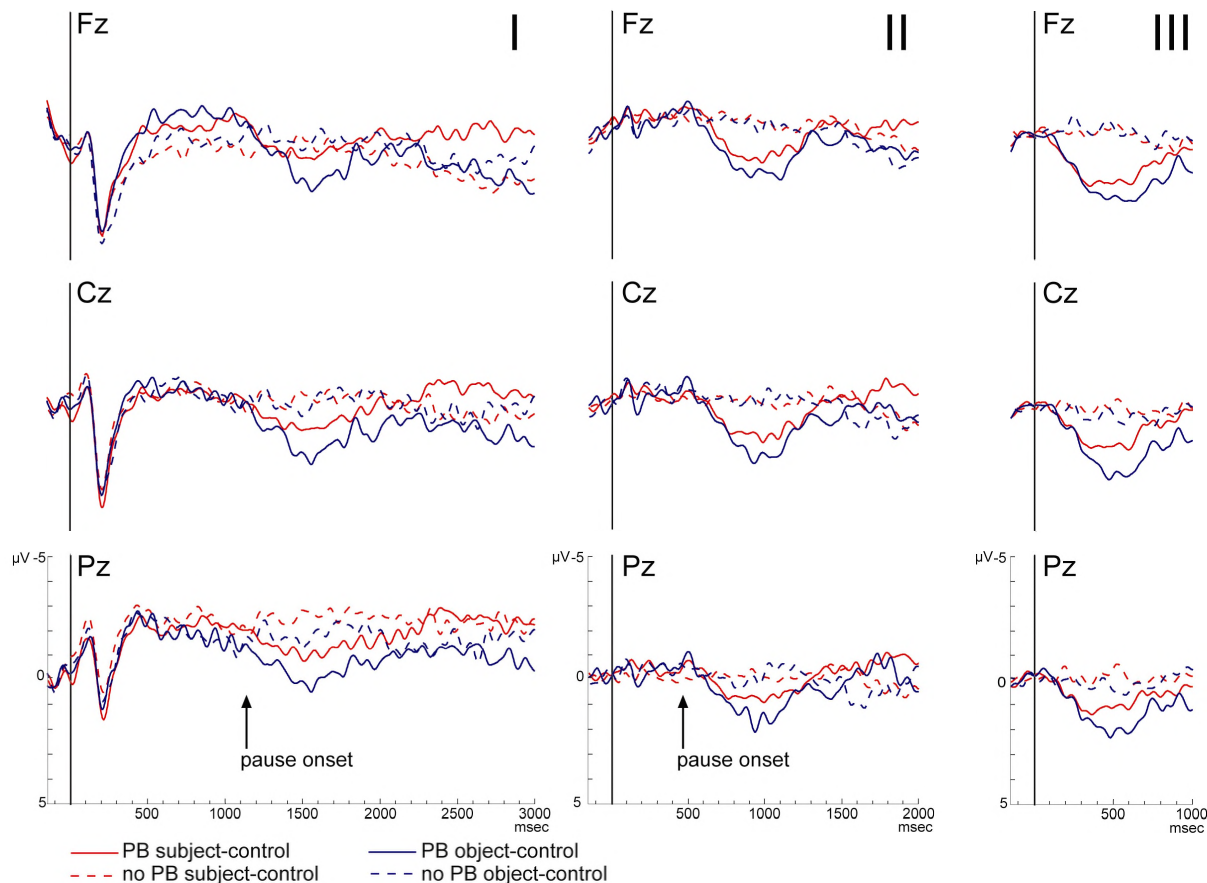 Fz
I
Fz
II
Fz
III
Cz
Cz
Cz
µV -5
Pz
0
5
pause onset
500
1000
1500
2000
2500
3000
msec
µV -5
Pz
0
5
pause onset
500
1000
1500
2000
msec
µV -5
Pz
0
5
500
1000
msec
PB subject-control
PB object-control
no PB subject-control
no PB object-control